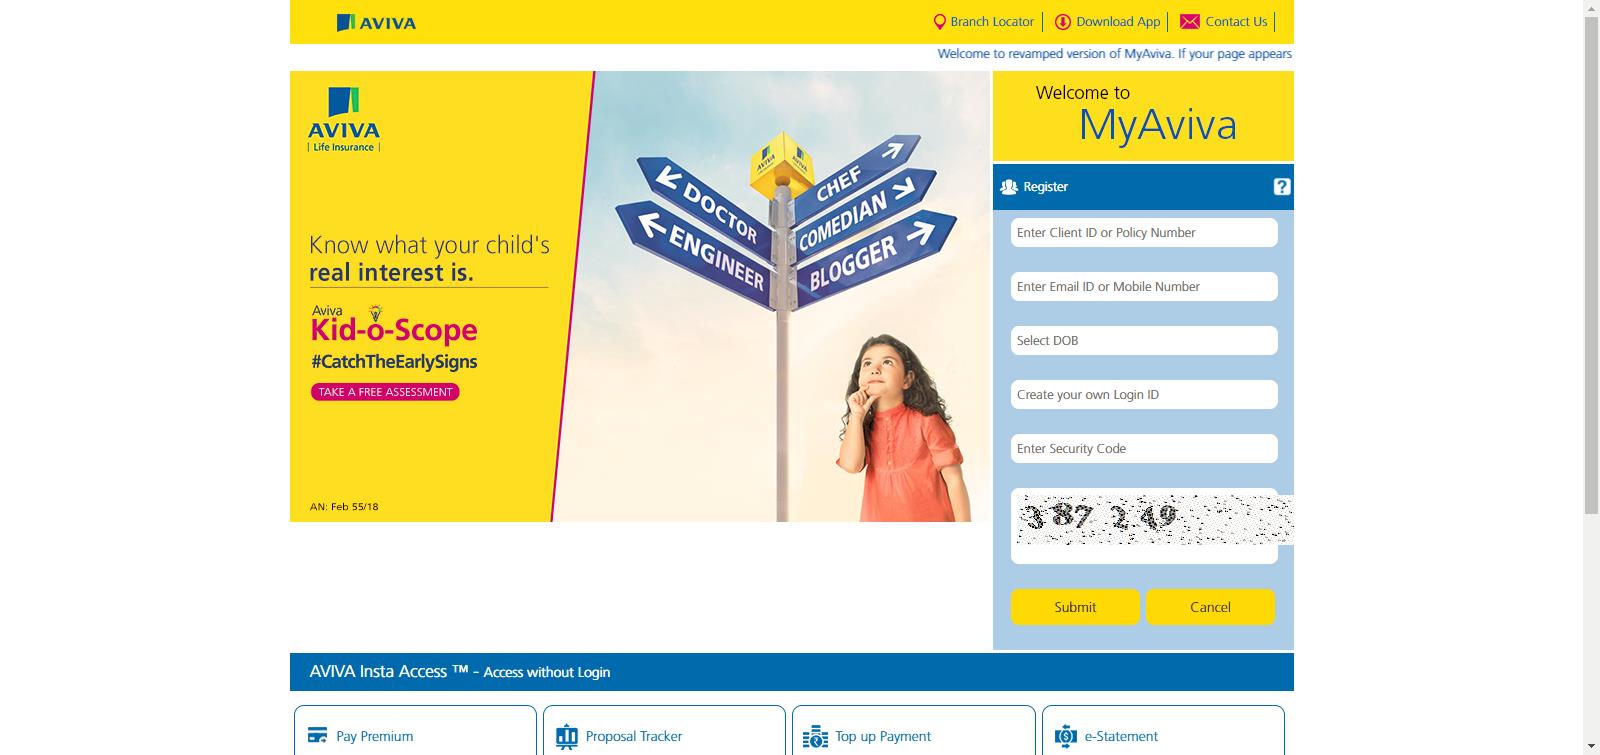 AVIVA
Branch Locator
Download App
Contact Us
Welcome to revamped version of MyAviva. If your page appears
AVIVA
Life Insurance
Know what your child's
real interest is.
Aviva
Kid-o-Scope
#CatchTheEarlySigns
TAKE A FREE ASSESSMENT
AN: Feb 55/18
AVIVA
AVIVA
DOCTOR
ENGINEER
CHEF
COMEDIAN
BLOGGER
Welcome to
MyAviva
Register
?
Enter Client ID or Policy Number
Enter Email ID or Mobile Number
Select DOB
Create your own Login ID
Enter Security Code
387 249
Submit
Cancel
AVIVA Insta Access ™ - Access without Login
Pay Premium
Proposal Tracker
Top up Payment
e-Statement